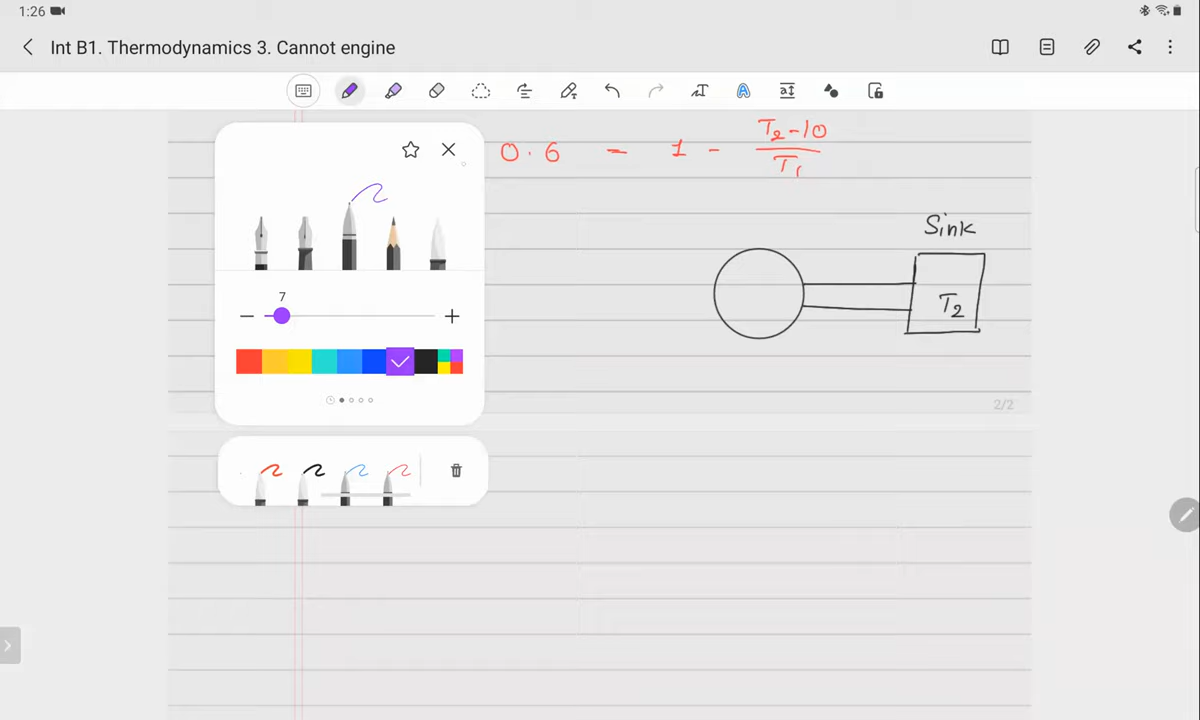 1:26
Int B1. Thermodynamics 3. Cannot engine
0.6 = 1 - (T₂-10)/T₁
7
Sink
T₂
2/2